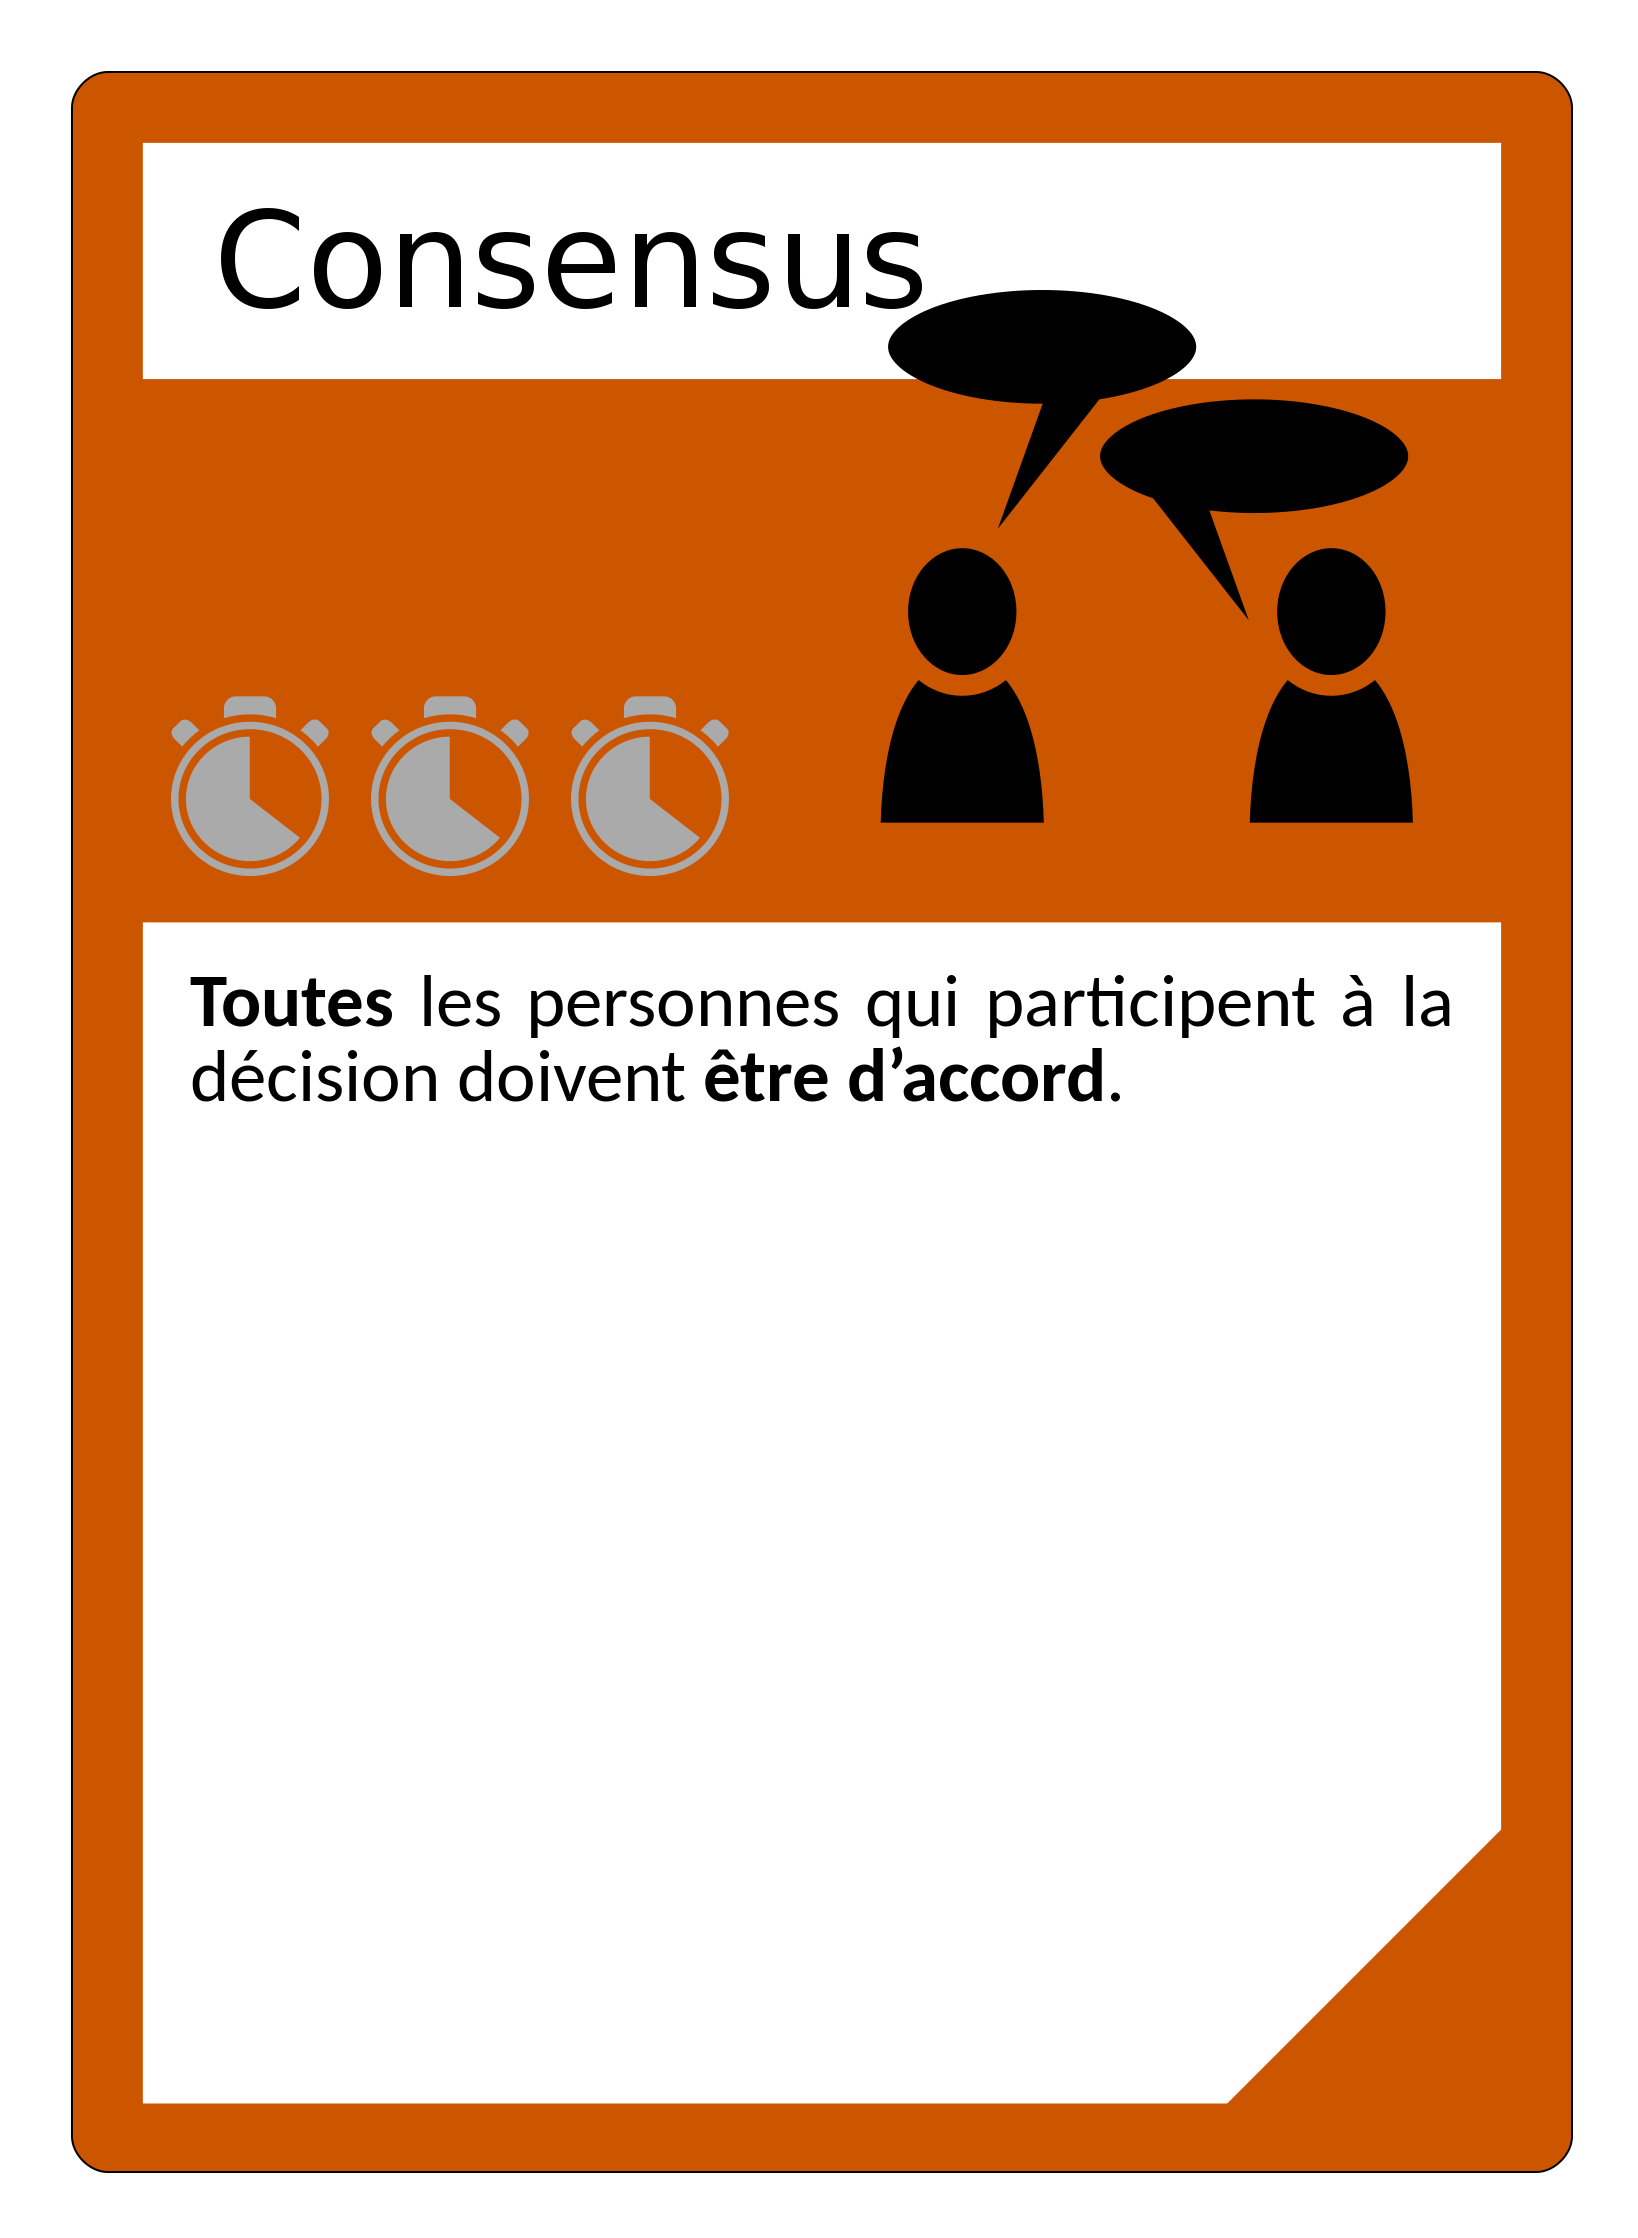 Consensus
Toutes les personnes qui participent à la
décision doivent être d’accord.